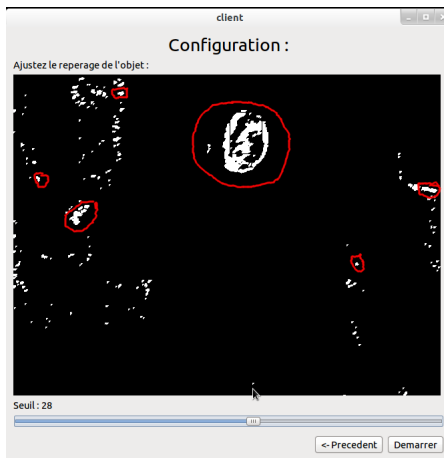 client
Configuration :
Ajustez le reperage de l'objet :
Seuil : 28
<- Precedent Demarrer